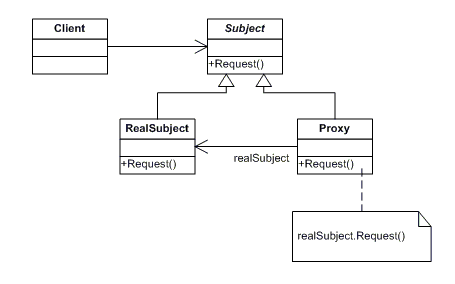 Client
Subject
+Request()
RealSubject
+Request()
realSubject
Proxy
+Request()
realSubject.Request()